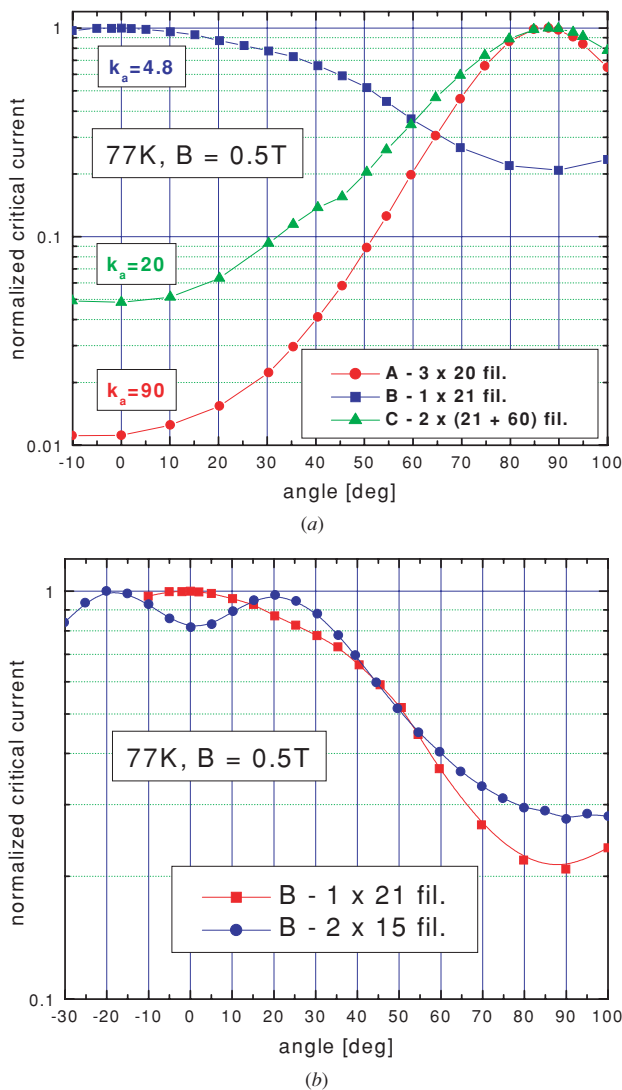 1
k_a=4.8
77K, B = 0.5T
0.1
k_a=20
k_a=90
A - 3 x 20 fil.
B - 1 x 21 fil.
C - 2 x (21 + 60) fil.
0.01
normalized critical current
-10 0 10 20 30 40 50 60 70 80 90 100
angle [deg]
(a)
1
77K, B = 0.5T
B - 1 x 21 fil.
B - 2 x 15 fil.
0.1
normalized critical current
-30 -20 -10 0 10 20 30 40 50 60 70 80 90 100
angle [deg]
(b)